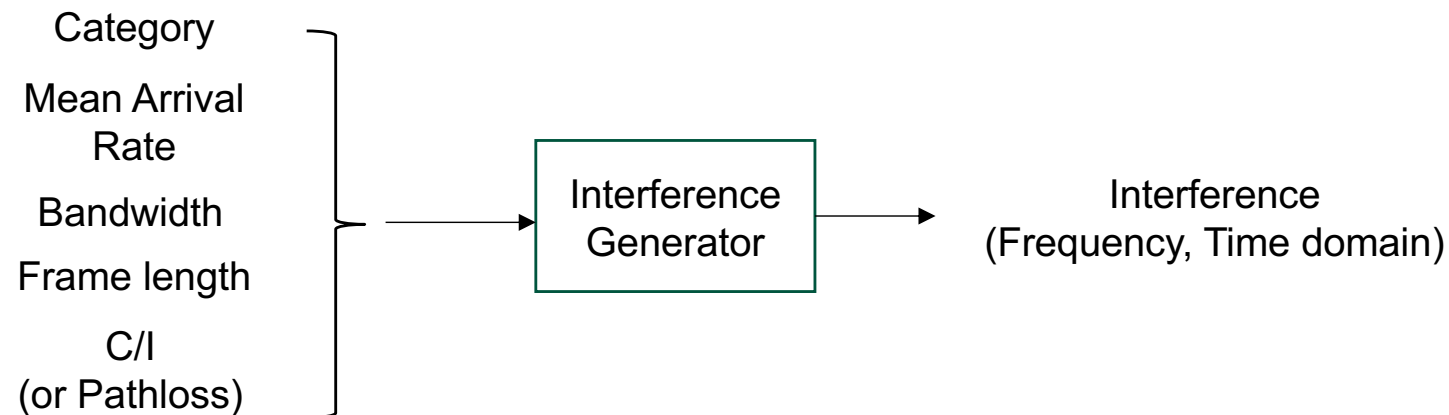 Category
Mean Arrival
Rate
Bandwidth
Frame length
C/I
(or Pathloss)
Interference
Generator
Interference
(Frequency, Time domain)